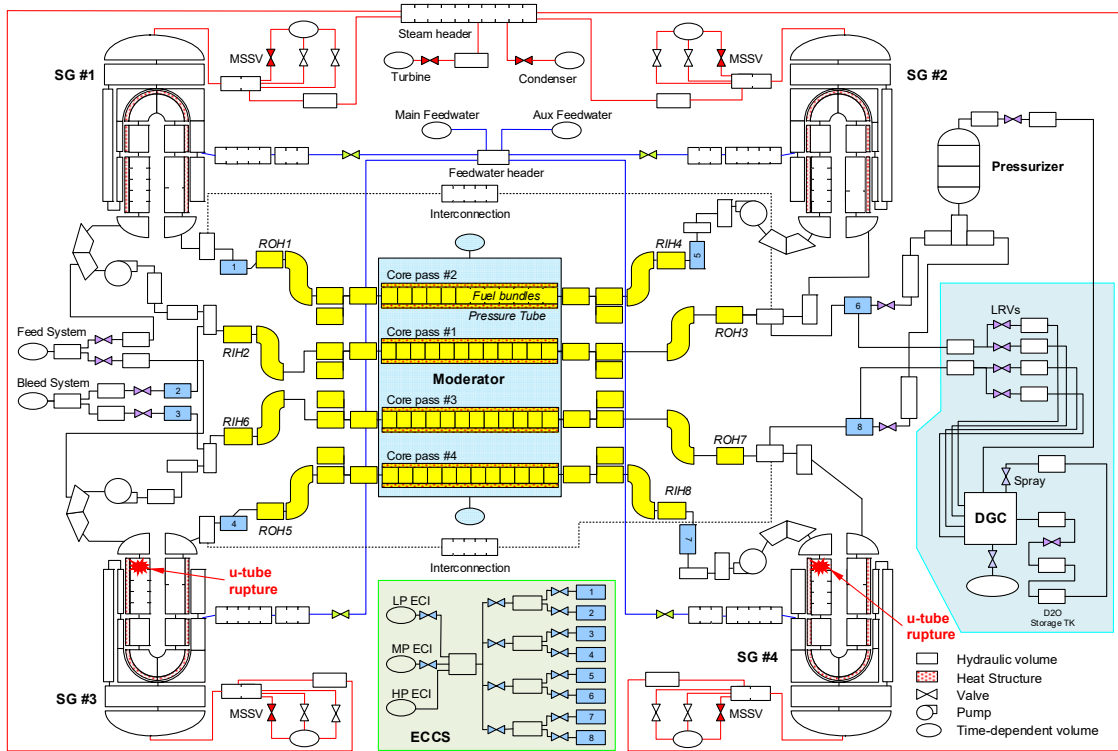 Steam header
MSSV
MSSV
SG #1
Turbine
Condenser
SG #2
Main Feedwater
Aux Feedwater
Feedwater header
Pressurizer
Interconnection
ROH1
RIH4
5
1
Core pass #2
Fuel bundles
Pressure Tube
6
LRVs
Feed System
RIH2
Core pass #1
ROH3
Moderator
Bleed System
2
3
RIH6
Core pass #3
ROH7
8
Core pass #4
RIH8
Spray
DGC
4
ROH5
7
Interconnection
D2O
Storage TK
u-tube
rupture
u-tube
rupture
LP ECI
MP ECI
HP ECI
1
2
3
4
5
6
7
8
ECCS
SG #3
MSSV
SG #4
MSSV
Hydraulic volume
Heat Structure
Valve
Pump
Time-dependent volume